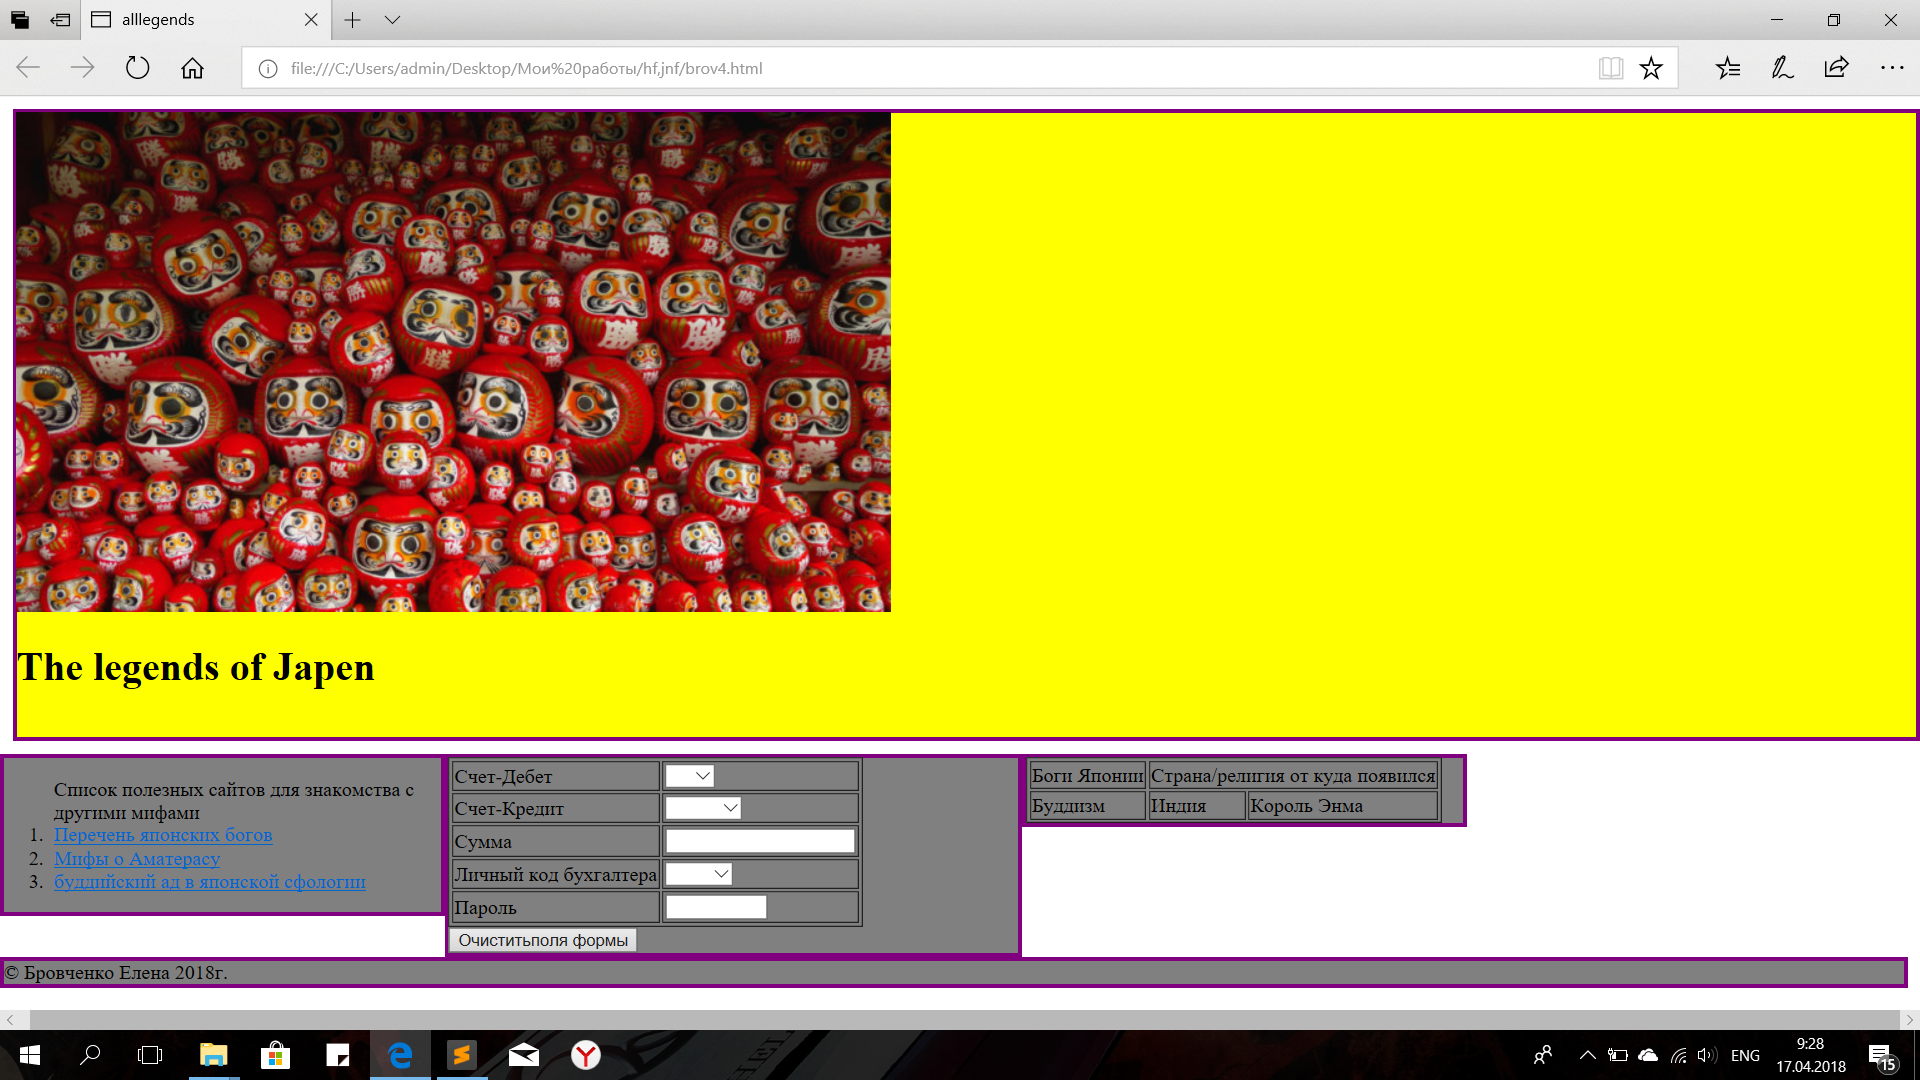 alllegends
file:///C:/Users/admin/Desktop/Мои%20работы/hf,jnf/brov4.html
The legends of Japen
Список полезных сайтов для знакомства с
другими мифами
1. Перечень японских богов
2. Мифы о Аматерасу
3. буддийский ад в японской сфологии
Счет-Дебет
Счет-Кредит
Сумма
Личный код бухгалтера
Пароль
Очиститьполя формы
Боги Японии Страна/религия от куда появился
Буддизм Индия Король Энма
© Бровченко Елена 2018г.
ENG
9:28
17.04.2018
15